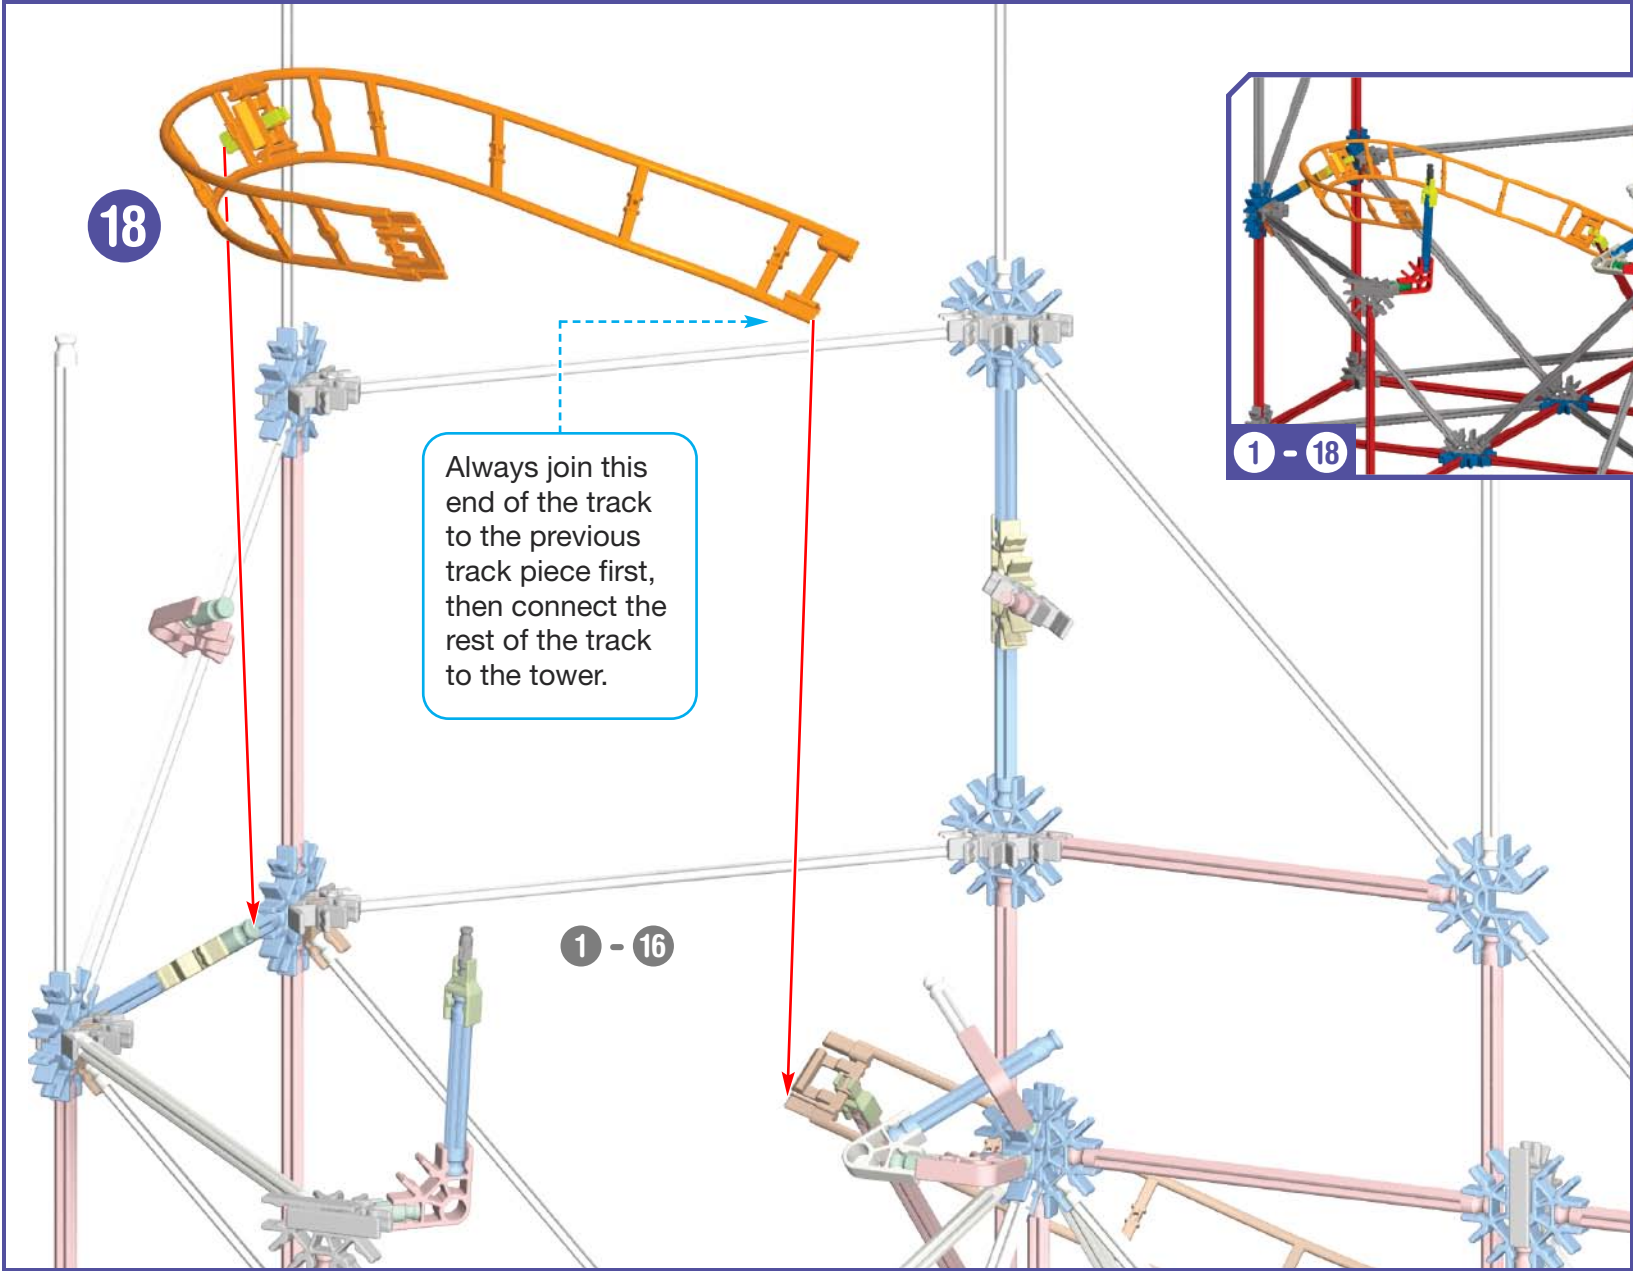 18
Always join this
end of the track
to the previous
track piece first,
then connect the
rest of the track
to the tower.
1 - 18
1 - 16